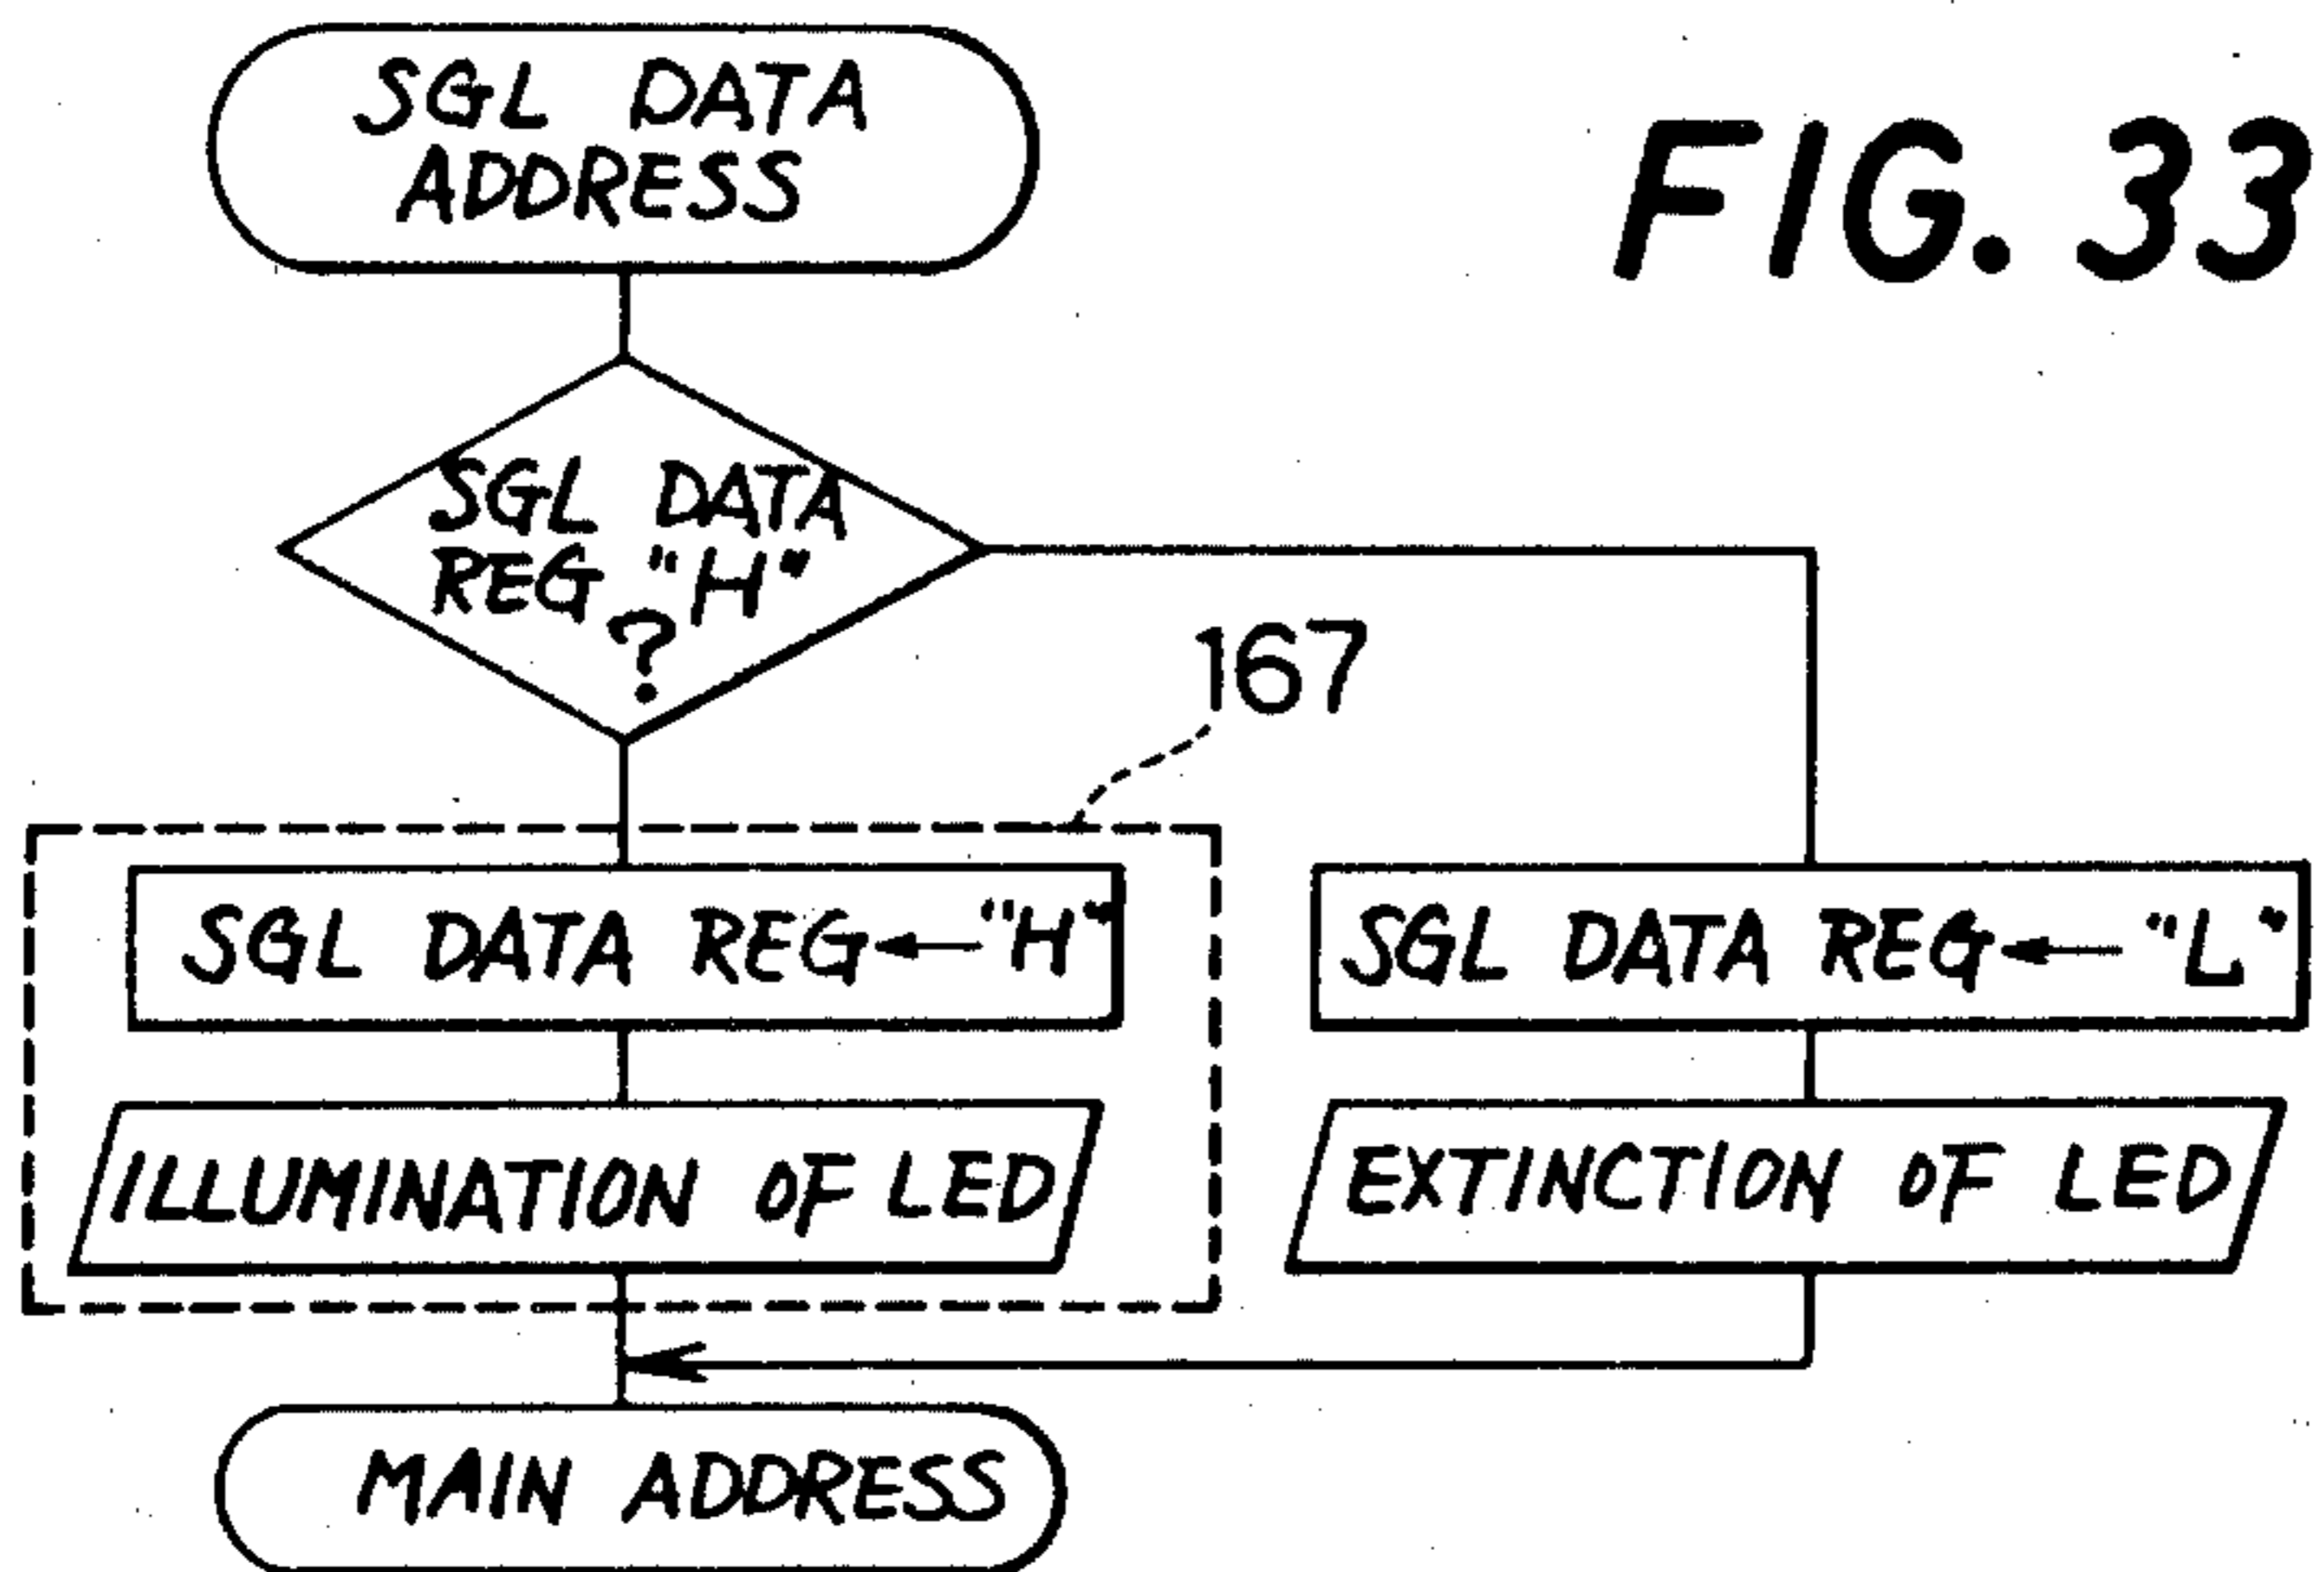 SGL DATA
ADDRESS
FIG. 33
SGL DATA
REG "H"
?
167
SGL DATA REG ← "H"
SGL DATA REG ← "L"
ILLUMINATION OF LED
EXTINCTION OF LED
MAIN ADDRESS